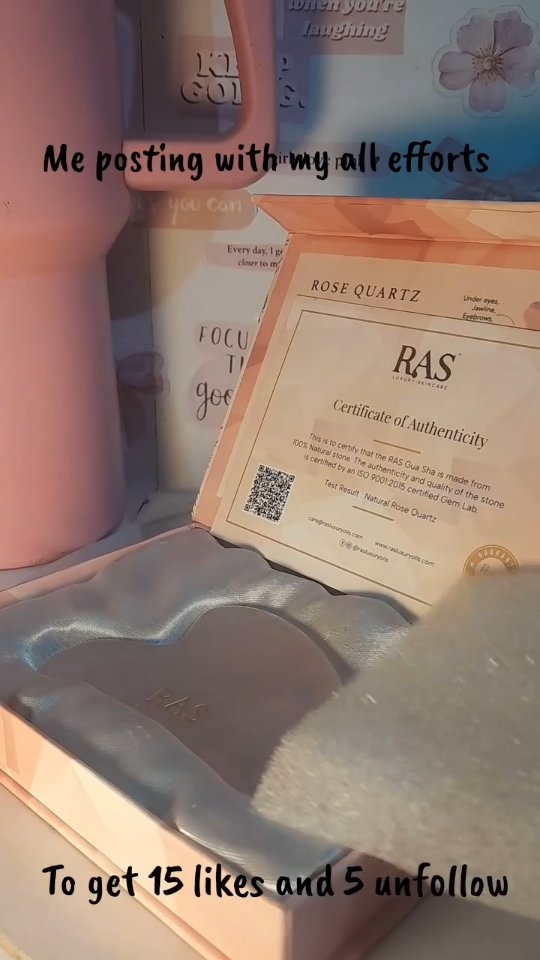 when you're
laughing
KEEP
GOING.
Me posting with my all efforts
you can
Every day, I
closer to
ROSE QUARTZ
Under eyes,
Jawline,
Eyebrows,
FOCU
RAS
LUXURY SKINCARE
Certificate of Authenticity
This is to certify that the RAS Gua Sha is made from
100% Natural stone. The authenticity and quality of the stone
is certified by an ISO 9001:2015 certified Gem Lab.
Test Result : Natural Rose Quartz
care@rasluxuryoils.com www.rasluxuryoils.com
@rasluxuryoils
RAS
To get 15 likes and 5 unfollow